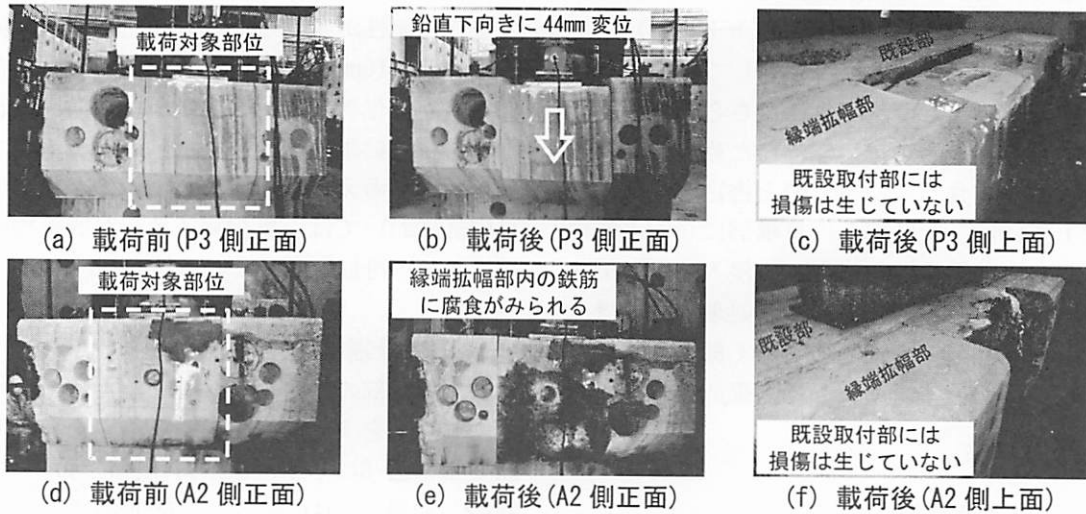 載荷対象部位
鉛直下向きに 44mm 変位
既設部
縁端拡幅部
既設取付部には
損傷は生じていない
(a) 載荷前(P3 側正面)
(b) 載荷後(P3 側正面)
(c) 載荷後(P3 側上面)
載荷対象部位
縁端拡幅部内の鉄筋
に腐食がみられる
既設部
縁端拡幅部
既設取付部には
損傷は生じていない
(d) 載荷前(A2 側正面)
(e) 載荷後(A2 側正面)
(f) 載荷後(A2 側上面)